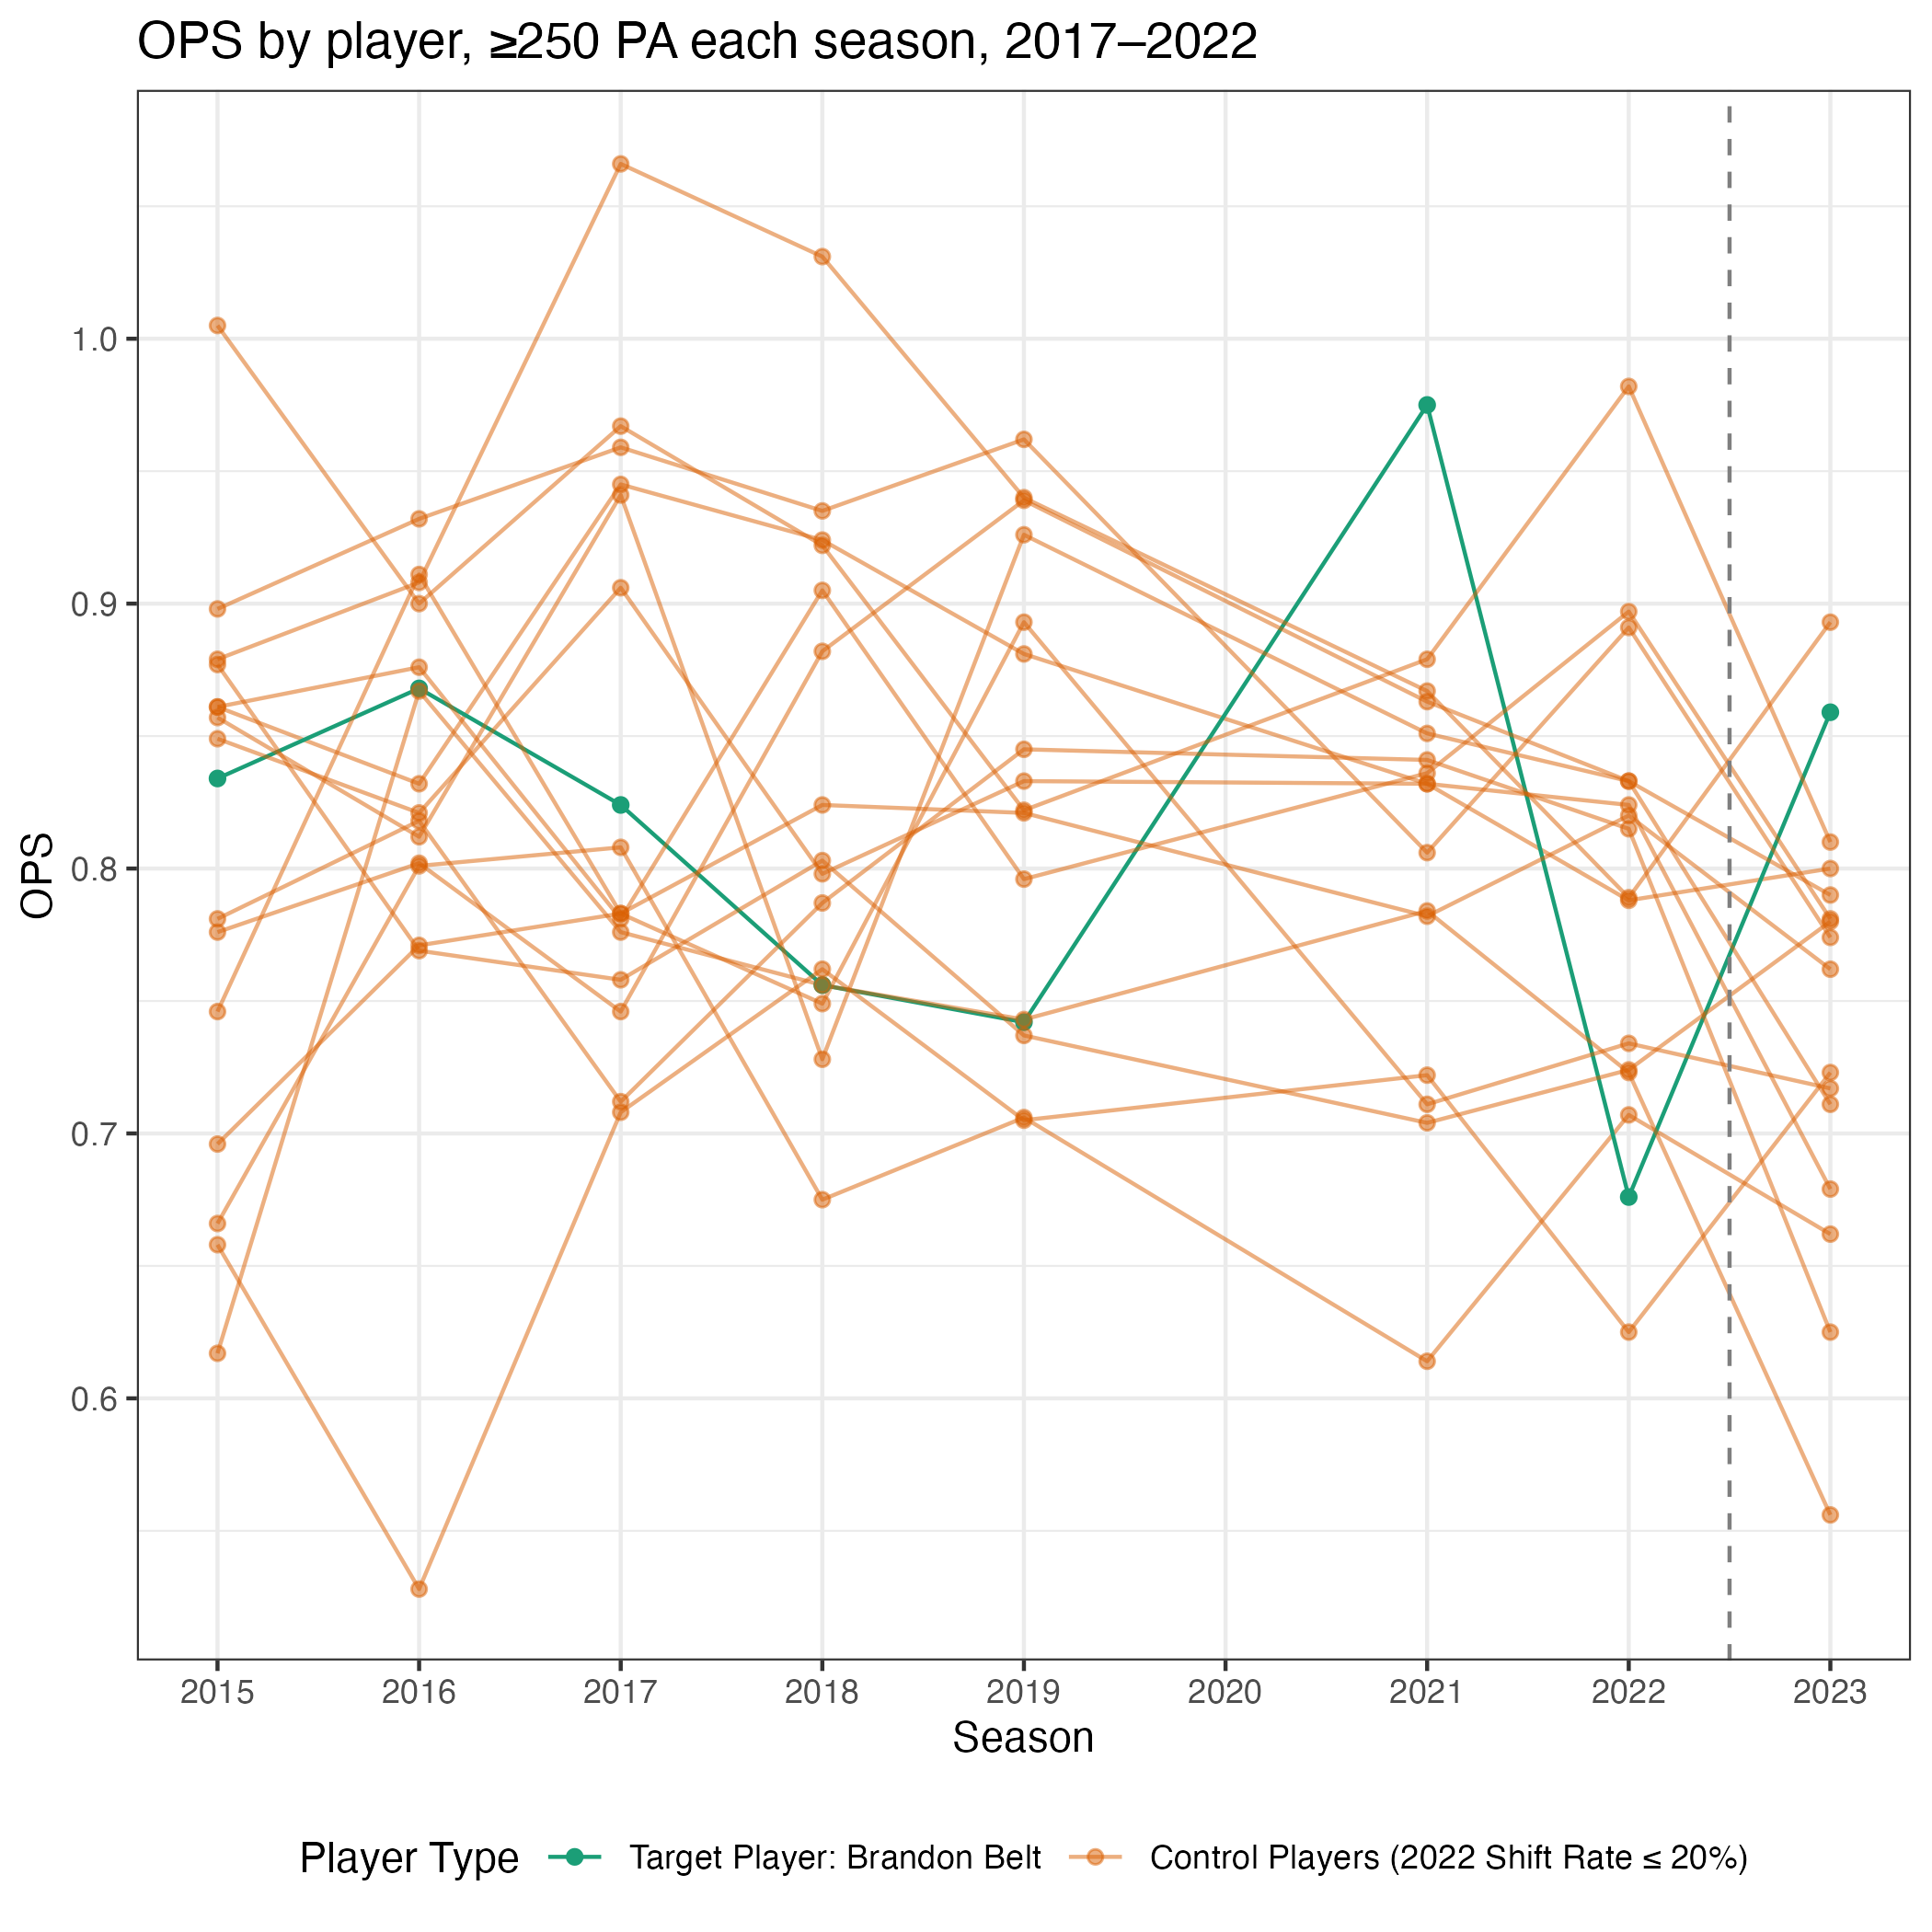 OPS by player, ≥250 PA each season, 2017–2022
OPS
1.0
0.9
0.8
0.7
0.6
2015 2016 2017 2018 2019 2020 2021 2022 2023
Season
Player Type Target Player: Brandon Belt Control Players (2022 Shift Rate ≤ 20%)